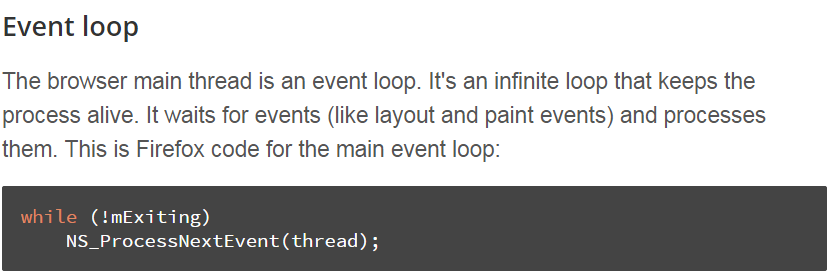 Event loop
The browser main thread is an event loop. It's an infinite loop that keeps the
process alive. It waits for events (like layout and paint events) and processes
them. This is Firefox code for the main event loop:
while (!mExiting)
    NS_ProcessNextEvent(thread);